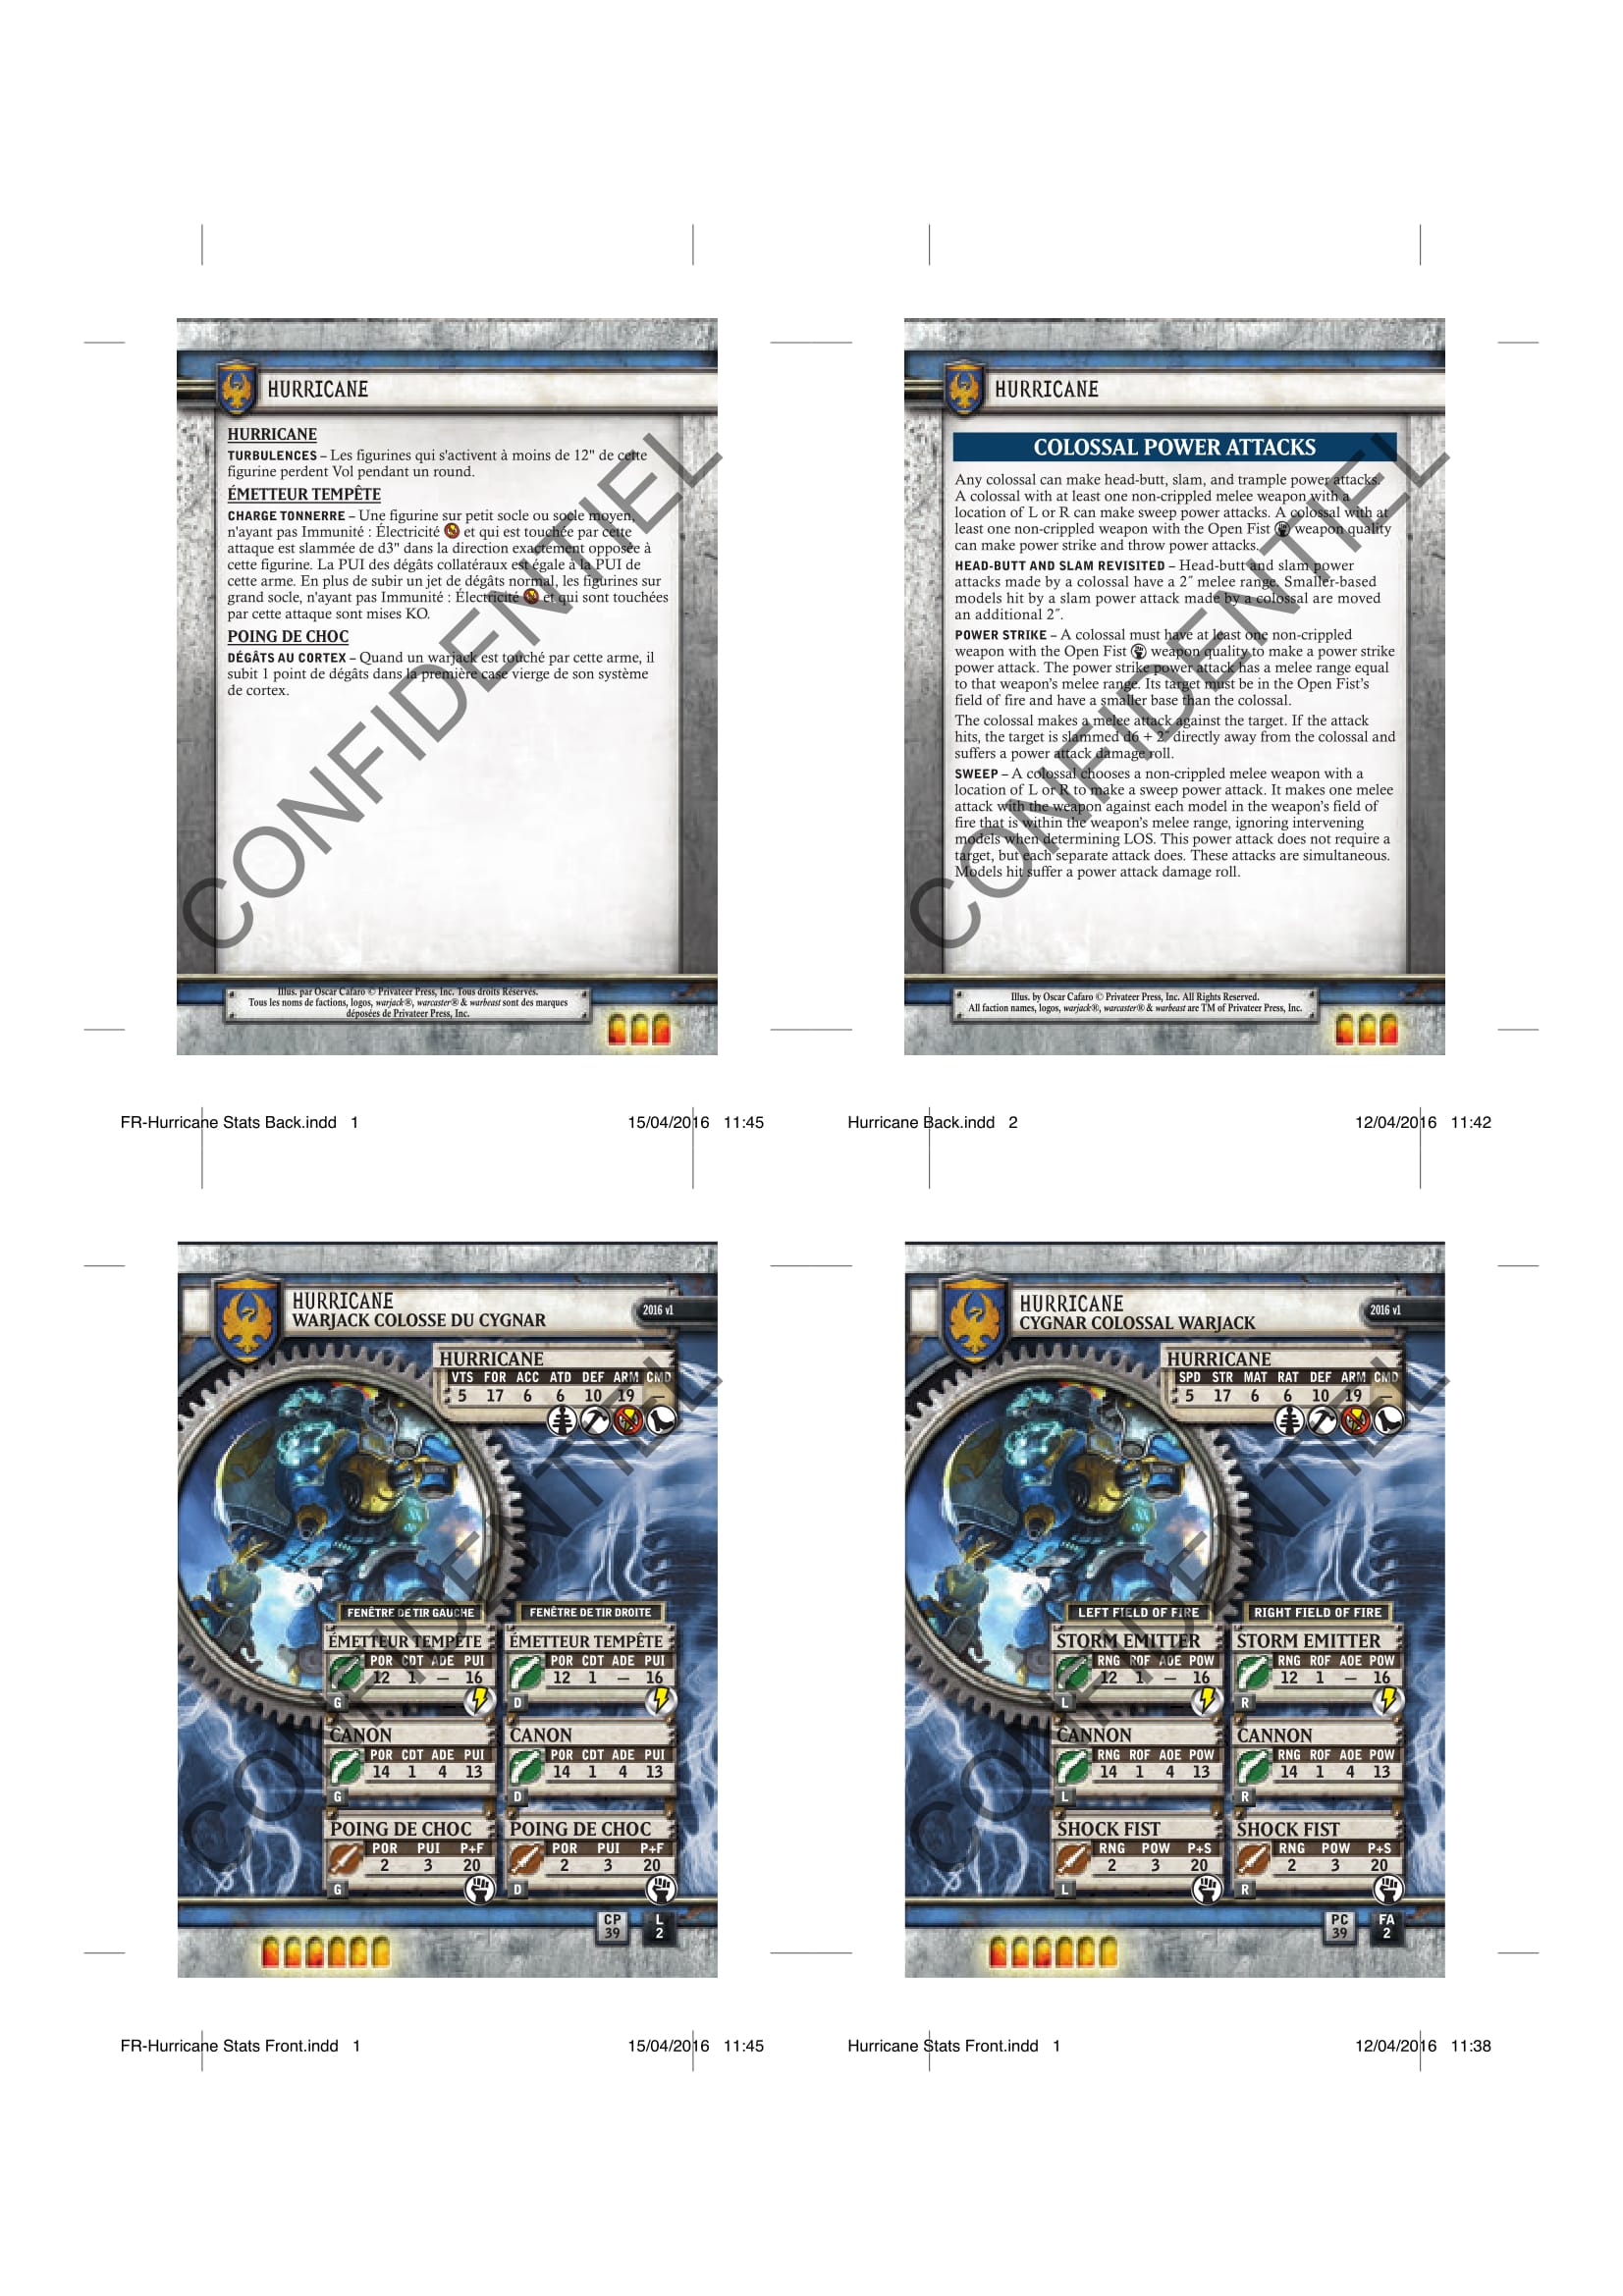 HURRICANE
HURRICANE
TURBULENCES – Les figurines qui s'activent à moins de 12" de cette
figurine perdent Vol pendant un round.
ÉMETTEUR TEMPÊTE
CHARGE TONNERRE – Une figurine sur petit socle ou socle moyen,
n'ayant pas Immunité : Électricité et qui est touchée par cette
attaque est slammée de d3" dans la direction exactement opposée à
cette figurine. La PUI des dégâts collatéraux est égale à la PUI de
cette arme. En plus de subir un jet de dégâts normal, les figurines sur
grand socle, n'ayant pas Immunité : Électricité et qui sont touchées
par cette attaque sont mises KO.
POING DE CHOC
DÉGÂTS AU CORTEX – Quand un warjack est touché par cette arme, il
subit 1 point de dégâts dans la première case vierge de son système
de cortex.
CONFIDENTIEL
Illus. par Oscar Cafaro © Privateer Press, Inc. Tous droits Réservés.
Tous les noms de factions, logos, warjack®, warcaster® & warbeast sont des marques
déposées de Privateer Press, Inc.
FR-Hurricane Stats Back.indd 1
15/04/2016 11:45
HURRICANE
COLOSSAL POWER ATTACKS
Any colossal can make head-butt, slam, and trample power attacks.
A colossal with at least one non-crippled melee weapon with a
location of L or R can make sweep power attacks. A colossal with at
least one non-crippled weapon with the Open Fist weapon quality
can make power strike and throw power attacks.
HEAD-BUTT AND SLAM REVISITED – Head-butt and slam power
attacks made by a colossal have a 2˝ melee range. Smaller-based
models hit by a slam power attack made by a colossal are moved
an additional 2˝.
POWER STRIKE – A colossal must have at least one non-crippled
weapon with the Open Fist weapon quality to make a power strike
power attack. The power strike power attack has a melee range equal
to that weapon’s melee range. Its target must be in the Open Fist’s
field of fire and have a smaller base than the colossal.
The colossal makes a melee attack against the target. If the attack
hits, the target is slammed d6 + 2˝ directly away from the colossal and
suffers a power attack damage roll.
SWEEP – A colossal chooses a non-crippled melee weapon with a
location of L or R to make a sweep power attack. It makes one melee
attack with the weapon against each model in the weapon’s field of
fire that is within the weapon’s melee range, ignoring intervening
models when determining LOS. This power attack does not require a
target, but each separate attack does. These attacks are simultaneous.
Models hit suffer a power attack damage roll.
CONFIDENTIEL
Illus. by Oscar Cafaro © Privateer Press, Inc. All Rights Reserved.
All faction names, logos, warjack®, warcaster® & warbeast are TM of Privateer Press, Inc.
Hurricane Back.indd 2
12/04/2016 11:42
HURRICANE
WARJACK COLOSSE DU CYGNAR
2016 v1
HURRICANE
VTS FOR ACC ATD DEF ARM CMD
5 17 6 6 10 19 —
FENÊTRE DE TIR GAUCHE
FENÊTRE DE TIR DROITE
ÉMETTEUR TEMPÊTE
POR CDT ADE PUI
12 1 — 16
G
ÉMETTEUR TEMPÊTE
POR CDT ADE PUI
12 1 — 16
D
CANON
POR CDT ADE PUI
14 1 4 13
G
CANON
POR CDT ADE PUI
14 1 4 13
D
POING DE CHOC
POR PUI P+F
2 3 20
G
POING DE CHOC
POR PUI P+F
2 3 20
D
CP
39
L
2
CONFIDENTIEL
FR-Hurricane Stats Front.indd 1
15/04/2016 11:45
HURRICANE
CYGNAR COLOSSAL WARJACK
2016 v1
HURRICANE
SPD STR MAT RAT DEF ARM CMD
5 17 6 6 10 19 —
LEFT FIELD OF FIRE
RIGHT FIELD OF FIRE
STORM EMITTER
RNG ROF AOE POW
12 1 — 16
L
STORM EMITTER
RNG ROF AOE POW
12 1 — 16
R
CANNON
RNG ROF AOE POW
14 1 4 13
L
CANNON
RNG ROF AOE POW
14 1 4 13
R
SHOCK FIST
RNG POW P+S
2 3 20
L
SHOCK FIST
RNG POW P+S
2 3 20
R
PC
39
FA
2
CONFIDENTIEL
Hurricane Stats Front.indd 1
12/04/2016 11:38